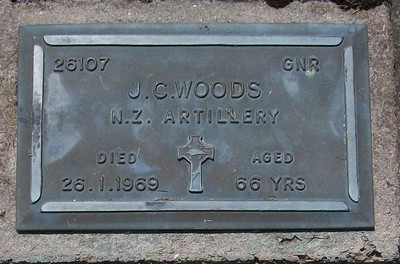 26107 GNR
J.C.WOODS
N.Z. ARTILLERY
DIED AGED
26.1.1969 66 YRS